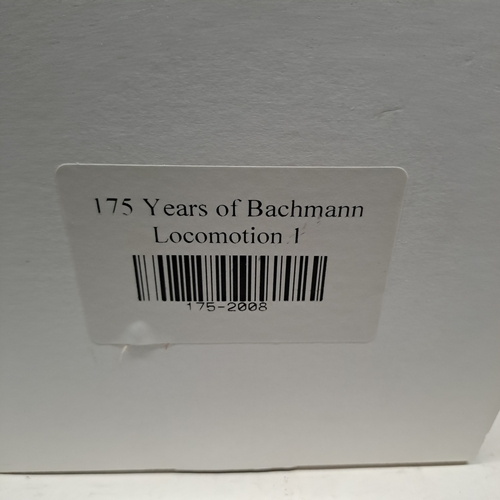 175 Years of Bachmann
Locomotion 1
175-2008